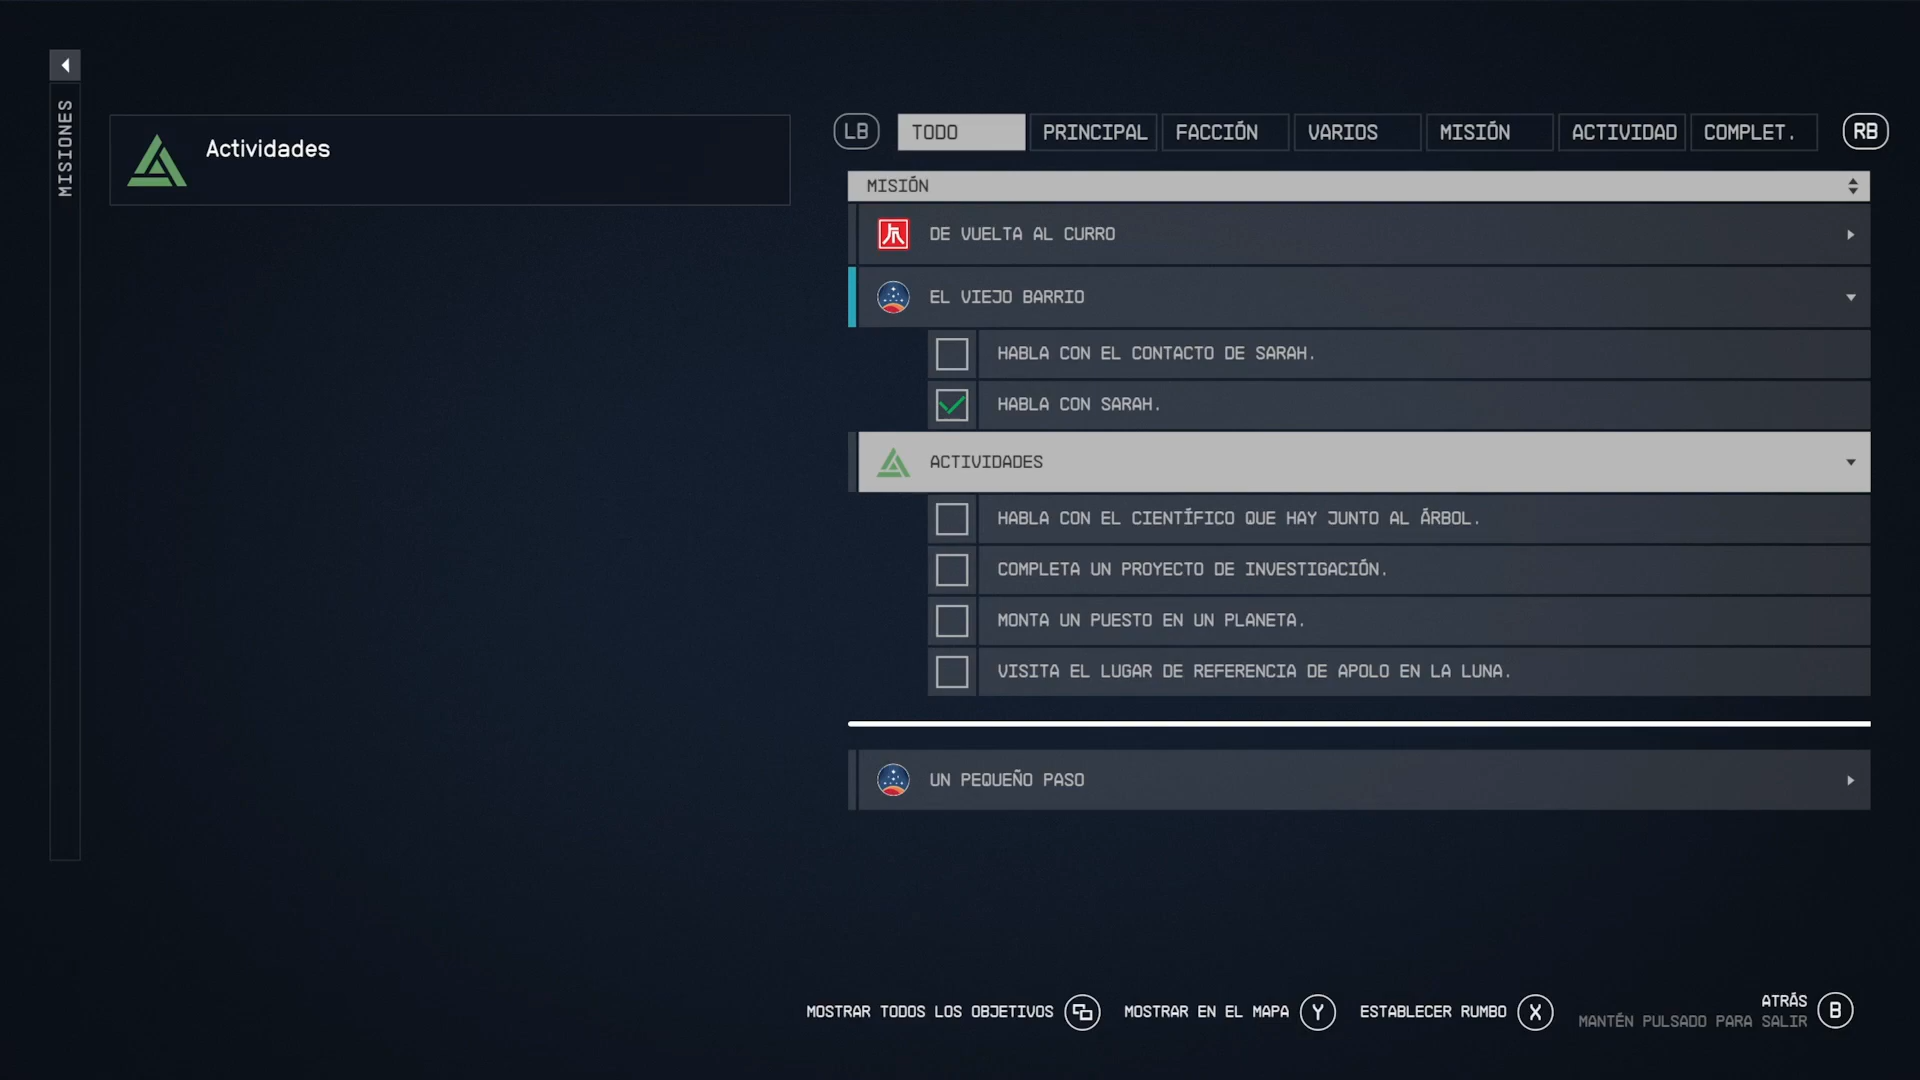 MISIONES
Actividades
LB
TODO
PRINCIPAL
FACCIÓN
VARIOS
MISIÓN
ACTIVIDAD
COMPLET.
RB
MISIÓN
DE VUELTA AL CURRO
EL VIEJO BARRIO
HABLA CON EL CONTACTO DE SARAH.
HABLA CON SARAH.
ACTIVIDADES
HABLA CON EL CIENTÍFICO QUE HAY JUNTO AL ÁRBOL.
COMPLETA UN PROYECTO DE INVESTIGACIÓN.
MONTA UN PUESTO EN UN PLANETA.
VISITA EL LUGAR DE REFERENCIA DE APOLO EN LA LUNA.
UN PEQUEÑO PASO
MOSTRAR TODOS LOS OBJETIVOS
MOSTRAR EN EL MAPA Y
ESTABLECER RUMBO X
ATRÁS B
MANTÉN PULSADO PARA SALIR